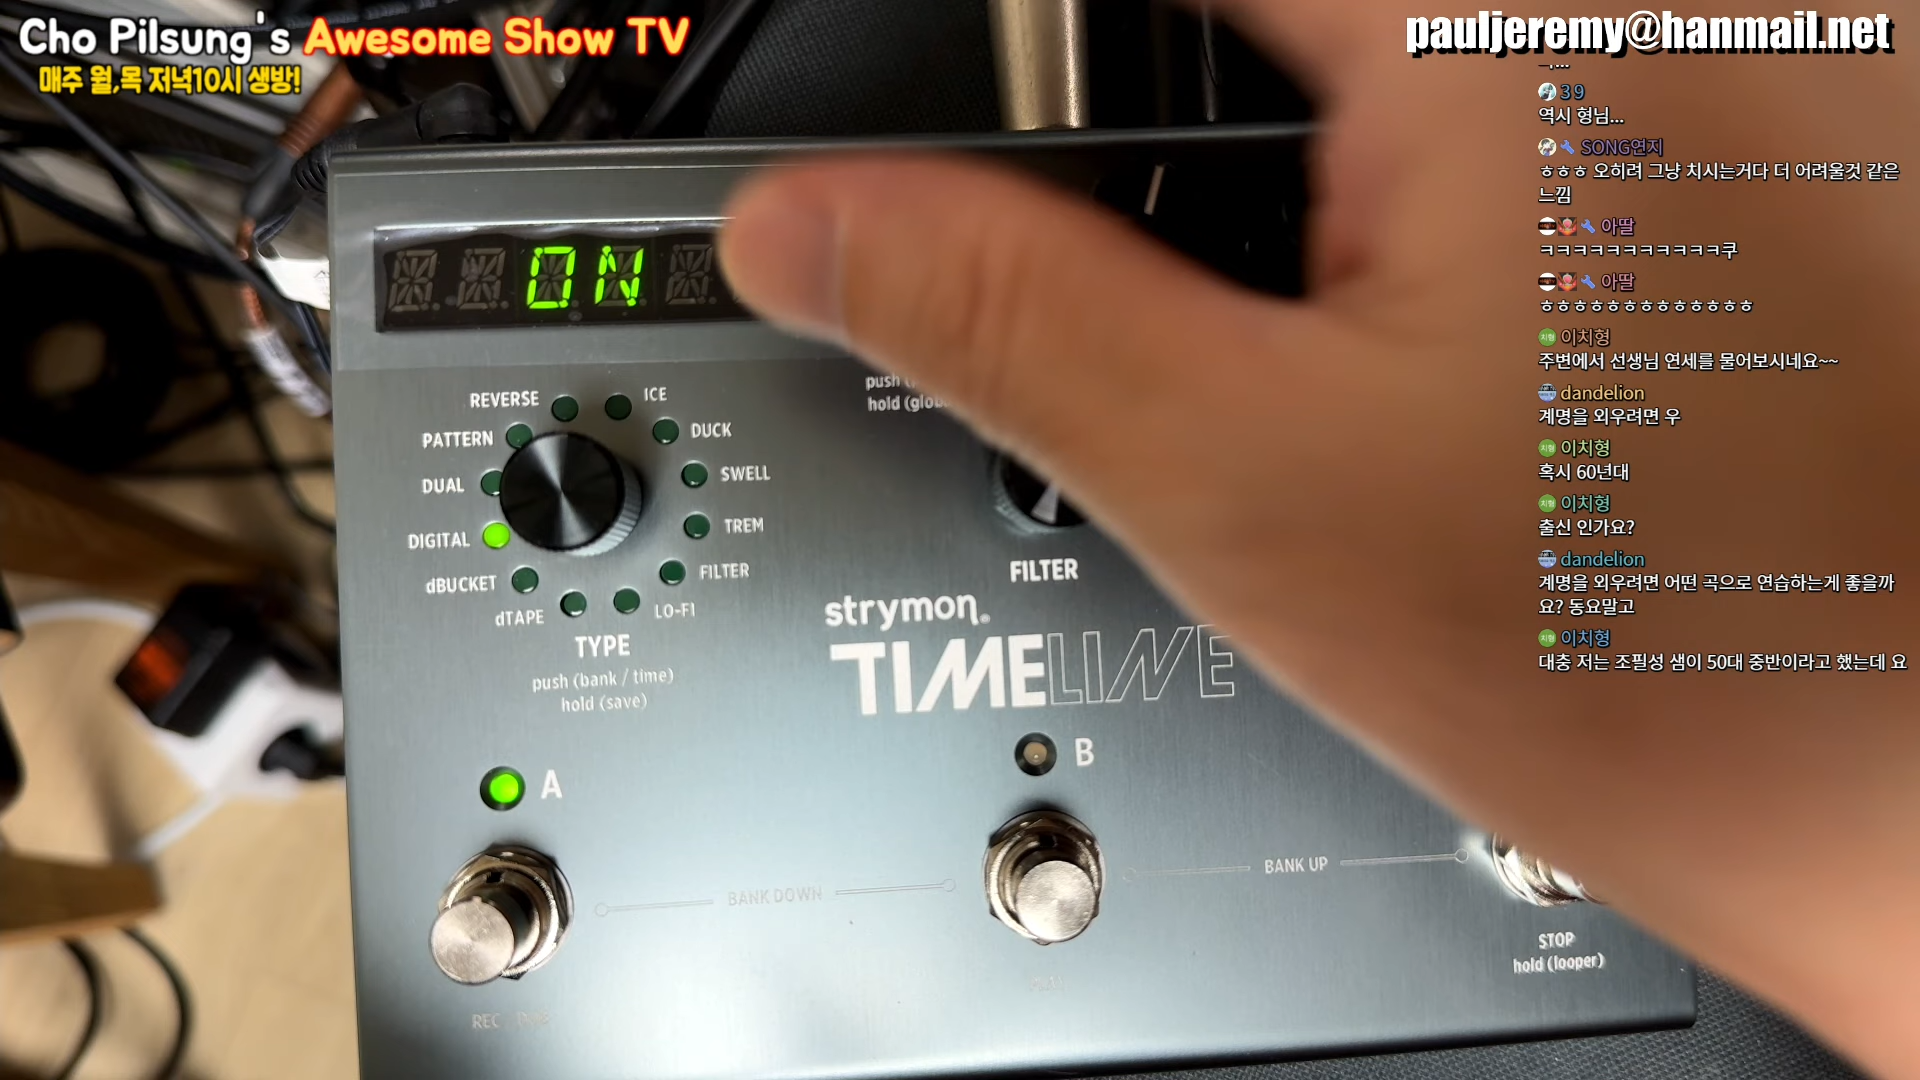 Cho Pilsung's Awesome Show TV
매주 월,목 저녁10시 생방!
pauljeremy@hanmail.net
39
역시 형님...
SONG연지
ㅎㅎㅎ 오히려 그냥 치시는거다 더 어려울것 같은
느낌
아딸
ㅋㅋㅋㅋㅋㅋㅋㅋㅋㅋㅋ쿠
아딸
ㅎㅎㅎㅎㅎㅎㅎㅎㅎㅎㅎㅎㅎ
이치형
주변에서 선생님 연세를 물어보시네요~~
dandelion
계명을 외우려면 우
이치형
혹시 60년대
이치형
출신 인가요?
dandelion
계명을 외우려면 어떤 곡으로 연습하는게 좋을까
요? 동요말고
이치형
대충 저는 조필성 샘이 50대 중반이라고 했는데 요
ON
push
hold
REVERSE
ICE
PATTERN
DUCK
DUAL
SWELL
DIGITAL
TREM
dBUCKET
FILTER
dTAPE
LO-FI
TYPE
push (bank / time)
hold (save)
FILTER
strymon.
TIMELINE
A
B
BANK DOWN
BANK UP
STOP
hold (looper)
REC